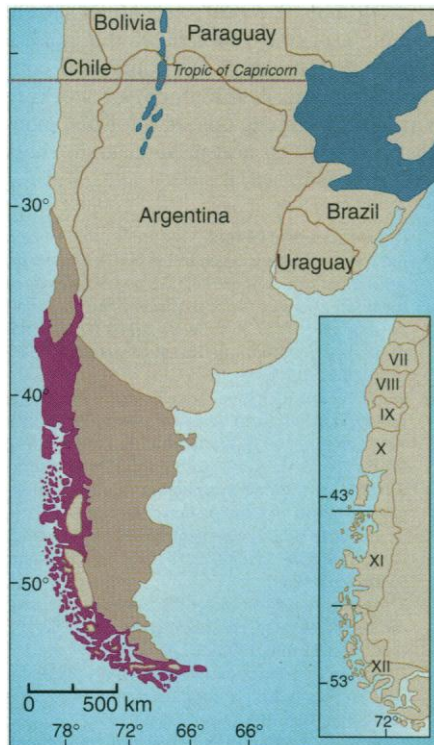 Bolivia
Paraguay
Chile
Tropic of Capricorn
30°
Argentina
Brazil
Uraguay
VII
VIII
40°
IX
X
43°
50°
XI
XII
53°
0
500 km
72°
78°
72°
66°
66°